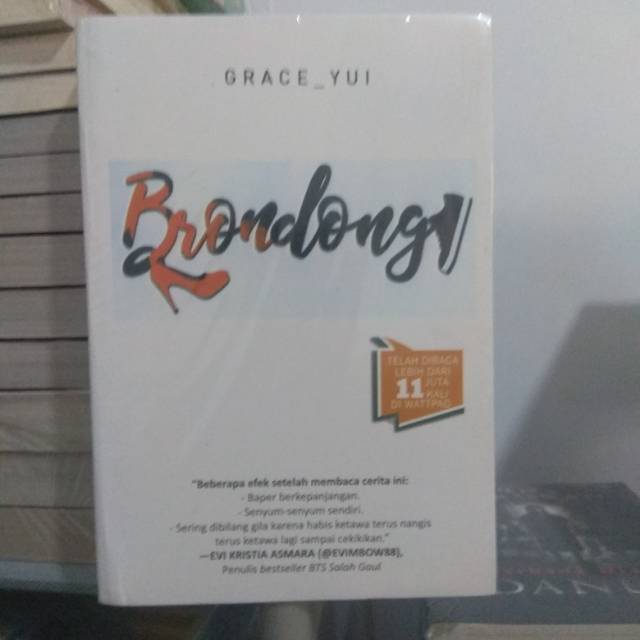 GRACE_YUI
Brondong
TELAH DIBACA
LEBIH DARI
11 JUTA
KALI
DI WATTPAD
"Beberapa efek setelah membaca cerita ini:
- Baper berkepanjangan.
- Senyum-senyum sendiri.
- Sering dibilang gila karena habis ketawa terus nangis
terus ketawa lagi sampai cekikikan."
—EVI KRISTIA ASMARA (@EVIMBOW88),
Penulis bestseller BTS Salah Gaul